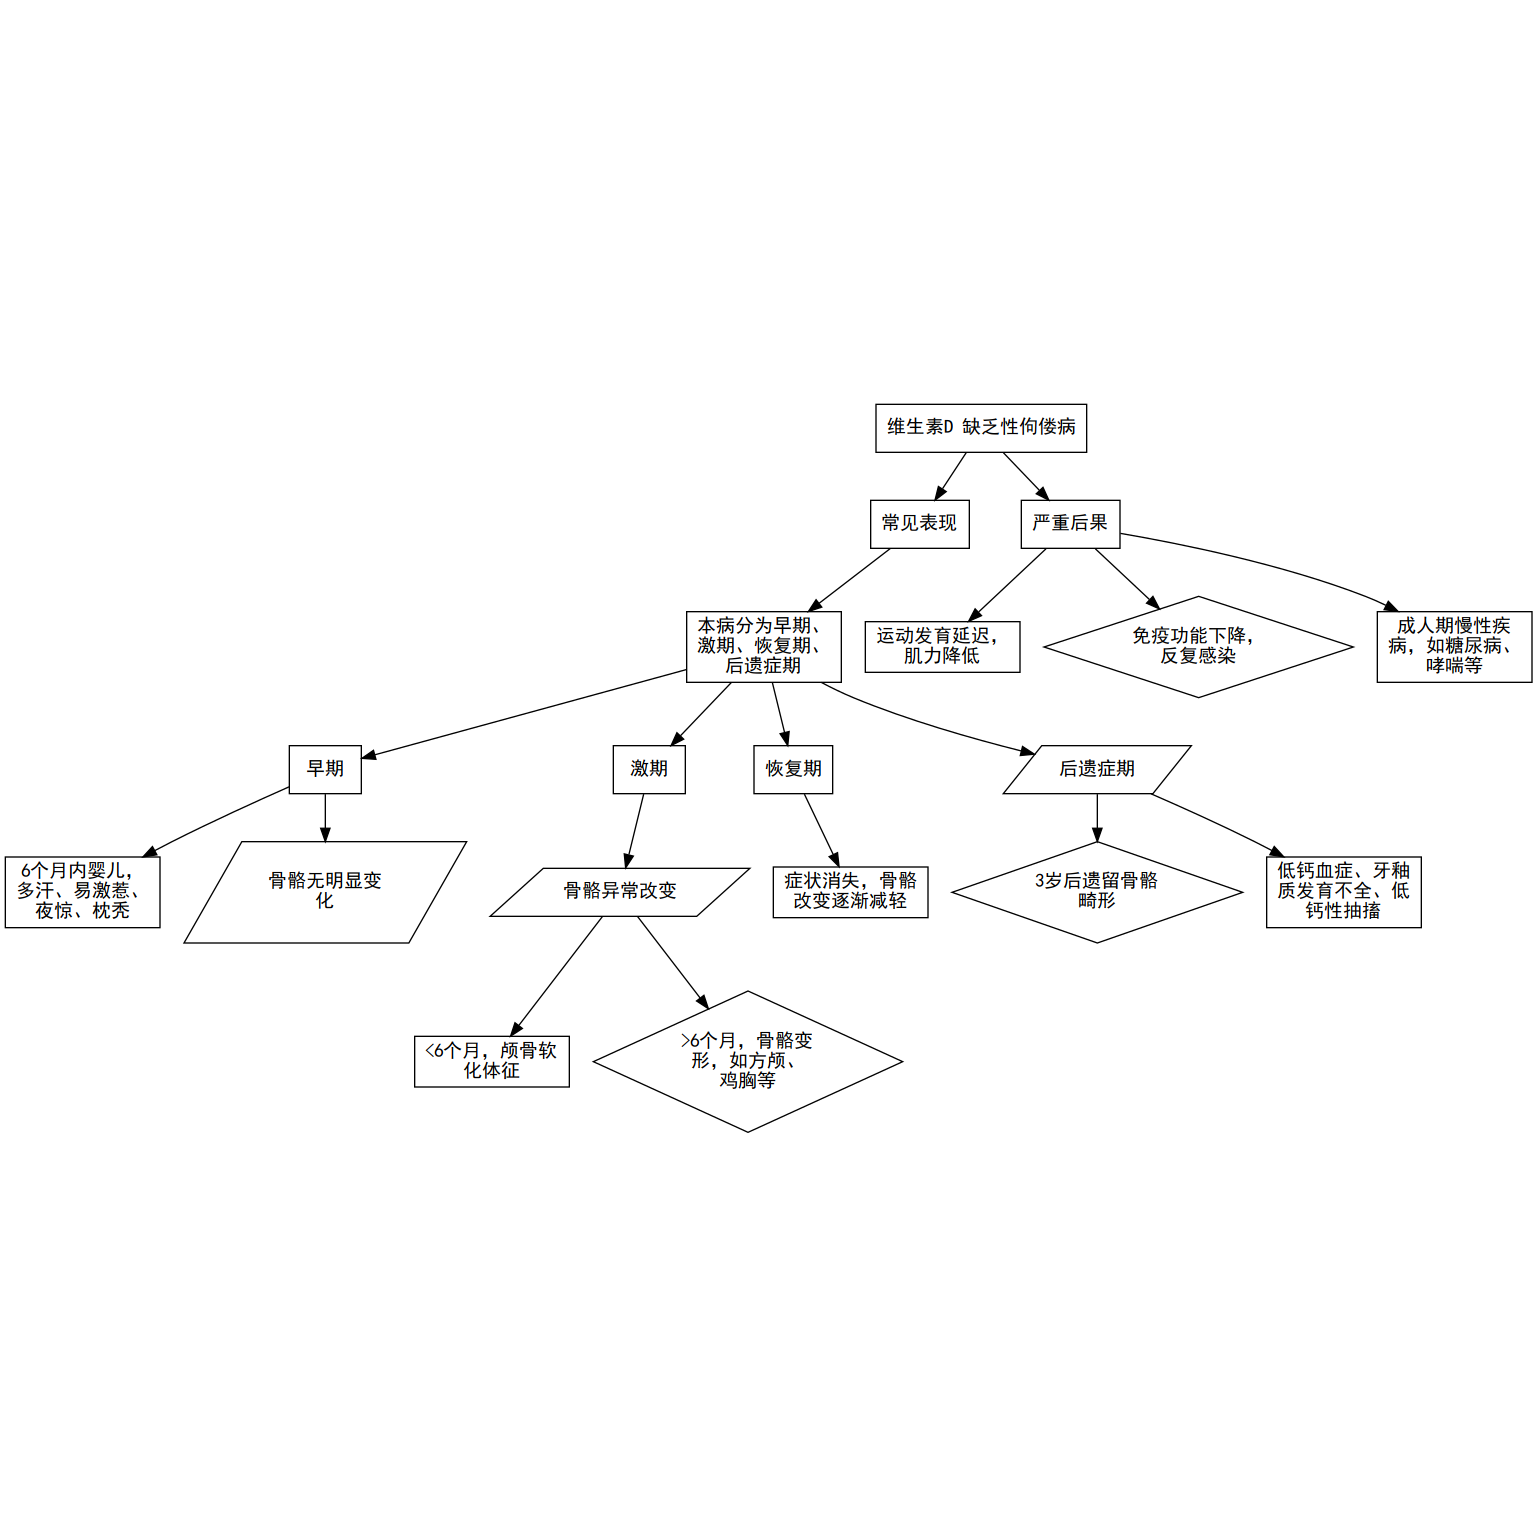 维生素D 缺乏性佝偻病
常见表现
严重后果
本病分为早期、
激期、恢复期、
后遗症期
运动发育延迟，
肌力降低
免疫功能下降，
反复感染
成人期慢性疾
病，如糖尿病、
哮喘等
早期
激期
恢复期
后遗症期
6个月内婴儿，
多汗、易激惹、
夜惊、枕秃
骨骼无明显变
化
骨骼异常改变
症状消失，骨骼
改变逐渐减轻
3岁后遗留骨骼
畸形
低钙血症、牙釉
质发育不全、低
钙性抽搐
<6个月，颅骨软
化体征
>6个月，骨骼变
形，如方颅、
鸡胸等